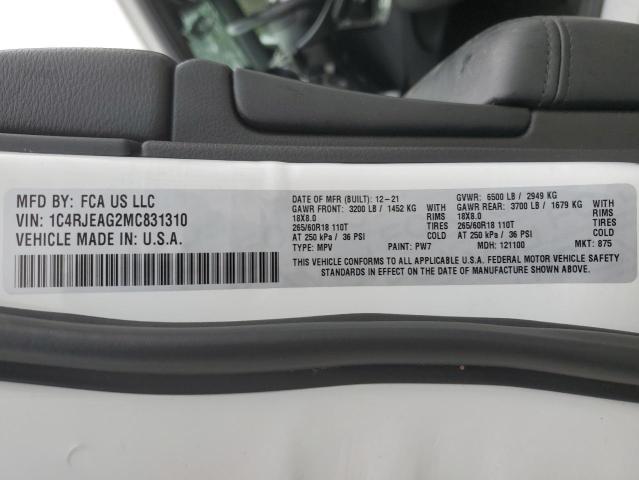 MFD BY: FCA US LLC
VIN: 1C4RJEAG2MC831310
VEHICLE MADE IN: U.S.A.
DATE OF MFR (BUILT): 12-21 GVWR: 6500 LB / 2949 KG
GAWR FRONT: 3200 LB / 1452 KG WITH GAWR REAR: 3700 LB / 1679 KG WITH
18X8.0 RIMS 18X8.0 RIMS
265/60R18 110T TIRES 265/60R18 110T TIRES
AT 250 kPa / 36 PSI COLD AT 250 kPa / 36 PSI COLD
TYPE: MPV PAINT: PW7 MDH: 121100 MKT: 875
THIS VEHICLE CONFORMS TO ALL APPLICABLE U.S.A. FEDERAL MOTOR VEHICLE SAFETY
STANDARDS IN EFFECT ON THE DATE OF MANUFACTURE SHOWN ABOVE.